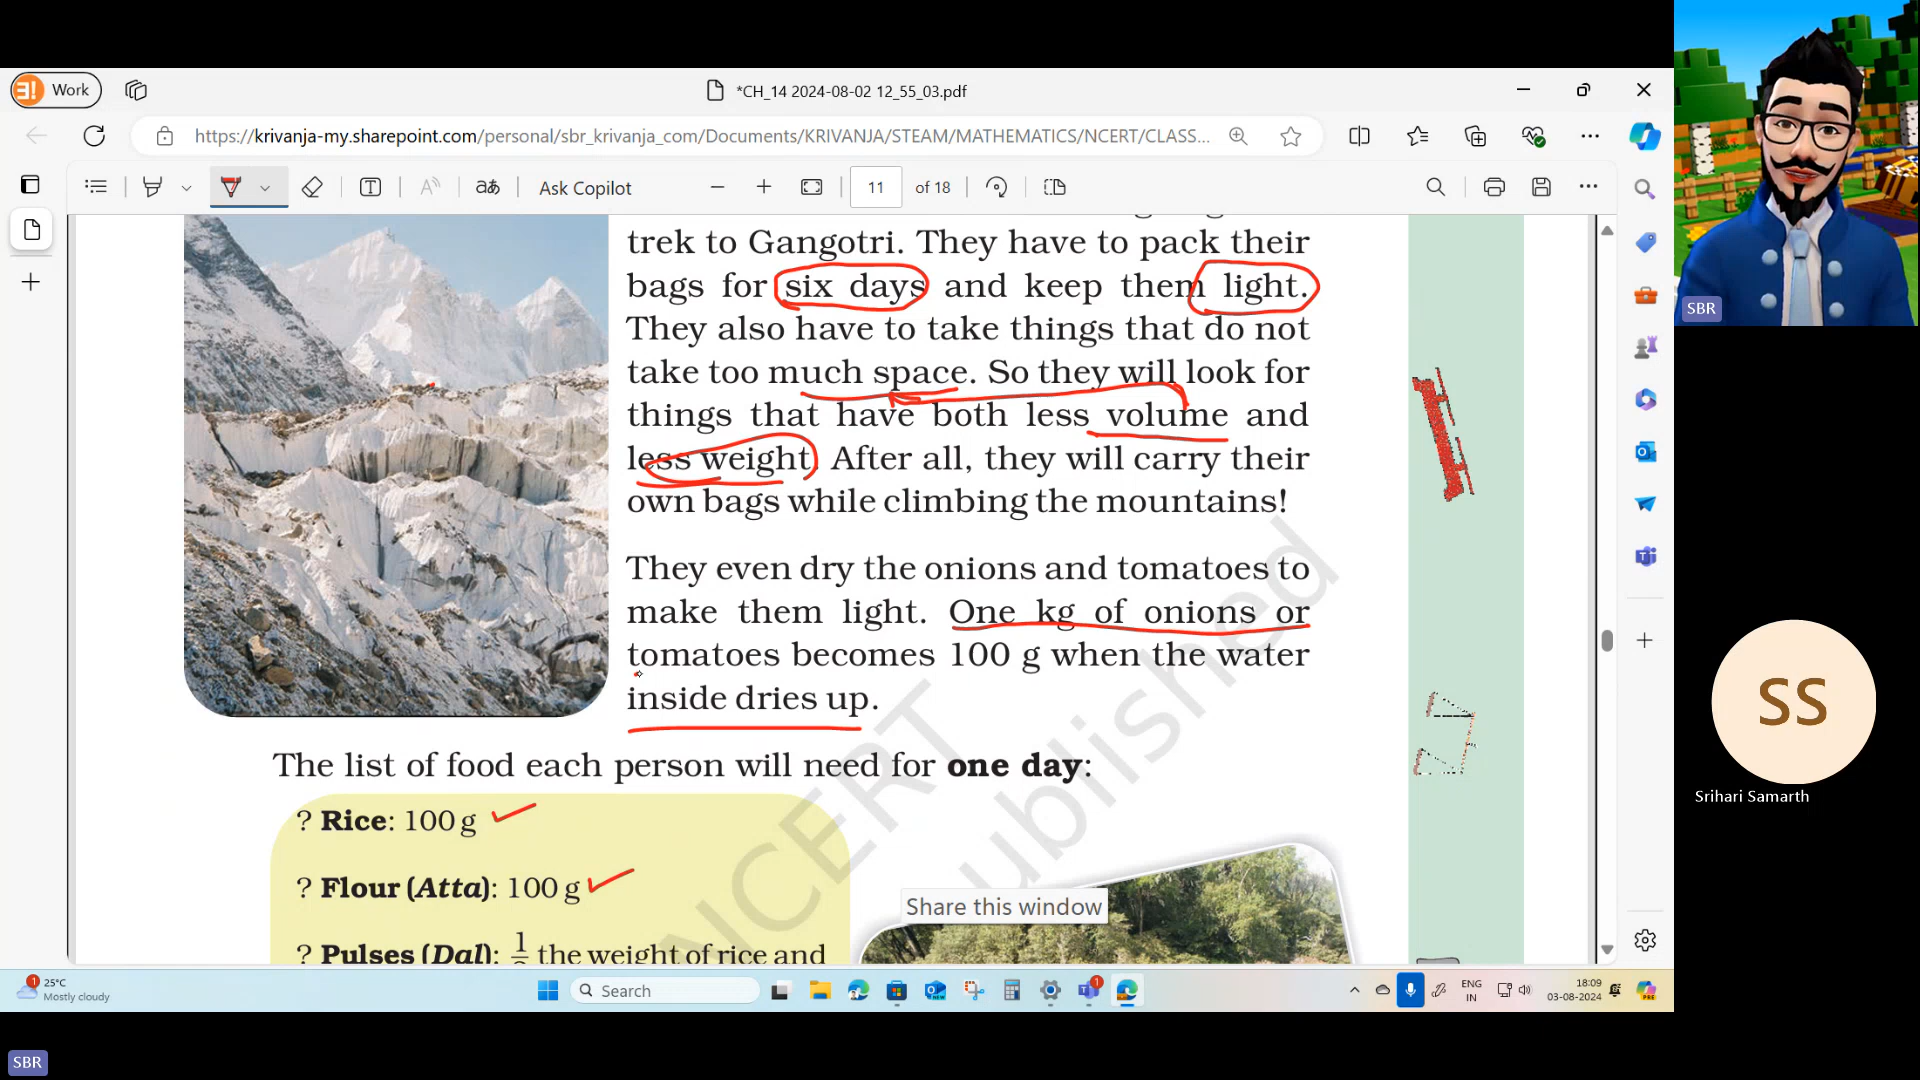 Work
*CH_14 2024-08-02 12_55_03.pdf
https://krivanja-my.sharepoint.com/personal/sbr_krivanja_com/Documents/KRIVANJA/STEAM/MATHEMATICS/NCERT/CLASS...
Ask Copilot
11 of 18
trek to Gangotri. They have to pack their
bags for six days and keep them light.
They also have to take things that do not
take too much space. So they will look for
things that have both less volume and
less weight. After all, they will carry their
own bags while climbing the mountains!
They even dry the onions and tomatoes to
make them light. One kg of onions or
tomatoes becomes 100 g when the water
inside dries up.
The list of food each person will need for one day:
? Rice: 100 g
? Flour (Atta): 100 g
? Pulses (Dal): 1 the weight of rice and
NCERT
ublished
Share this window
SBR
SS
Srihari Samarth
1
25°C
Mostly cloudy
Search
1
ENG
IN
18:09
03-08-2024
SBR